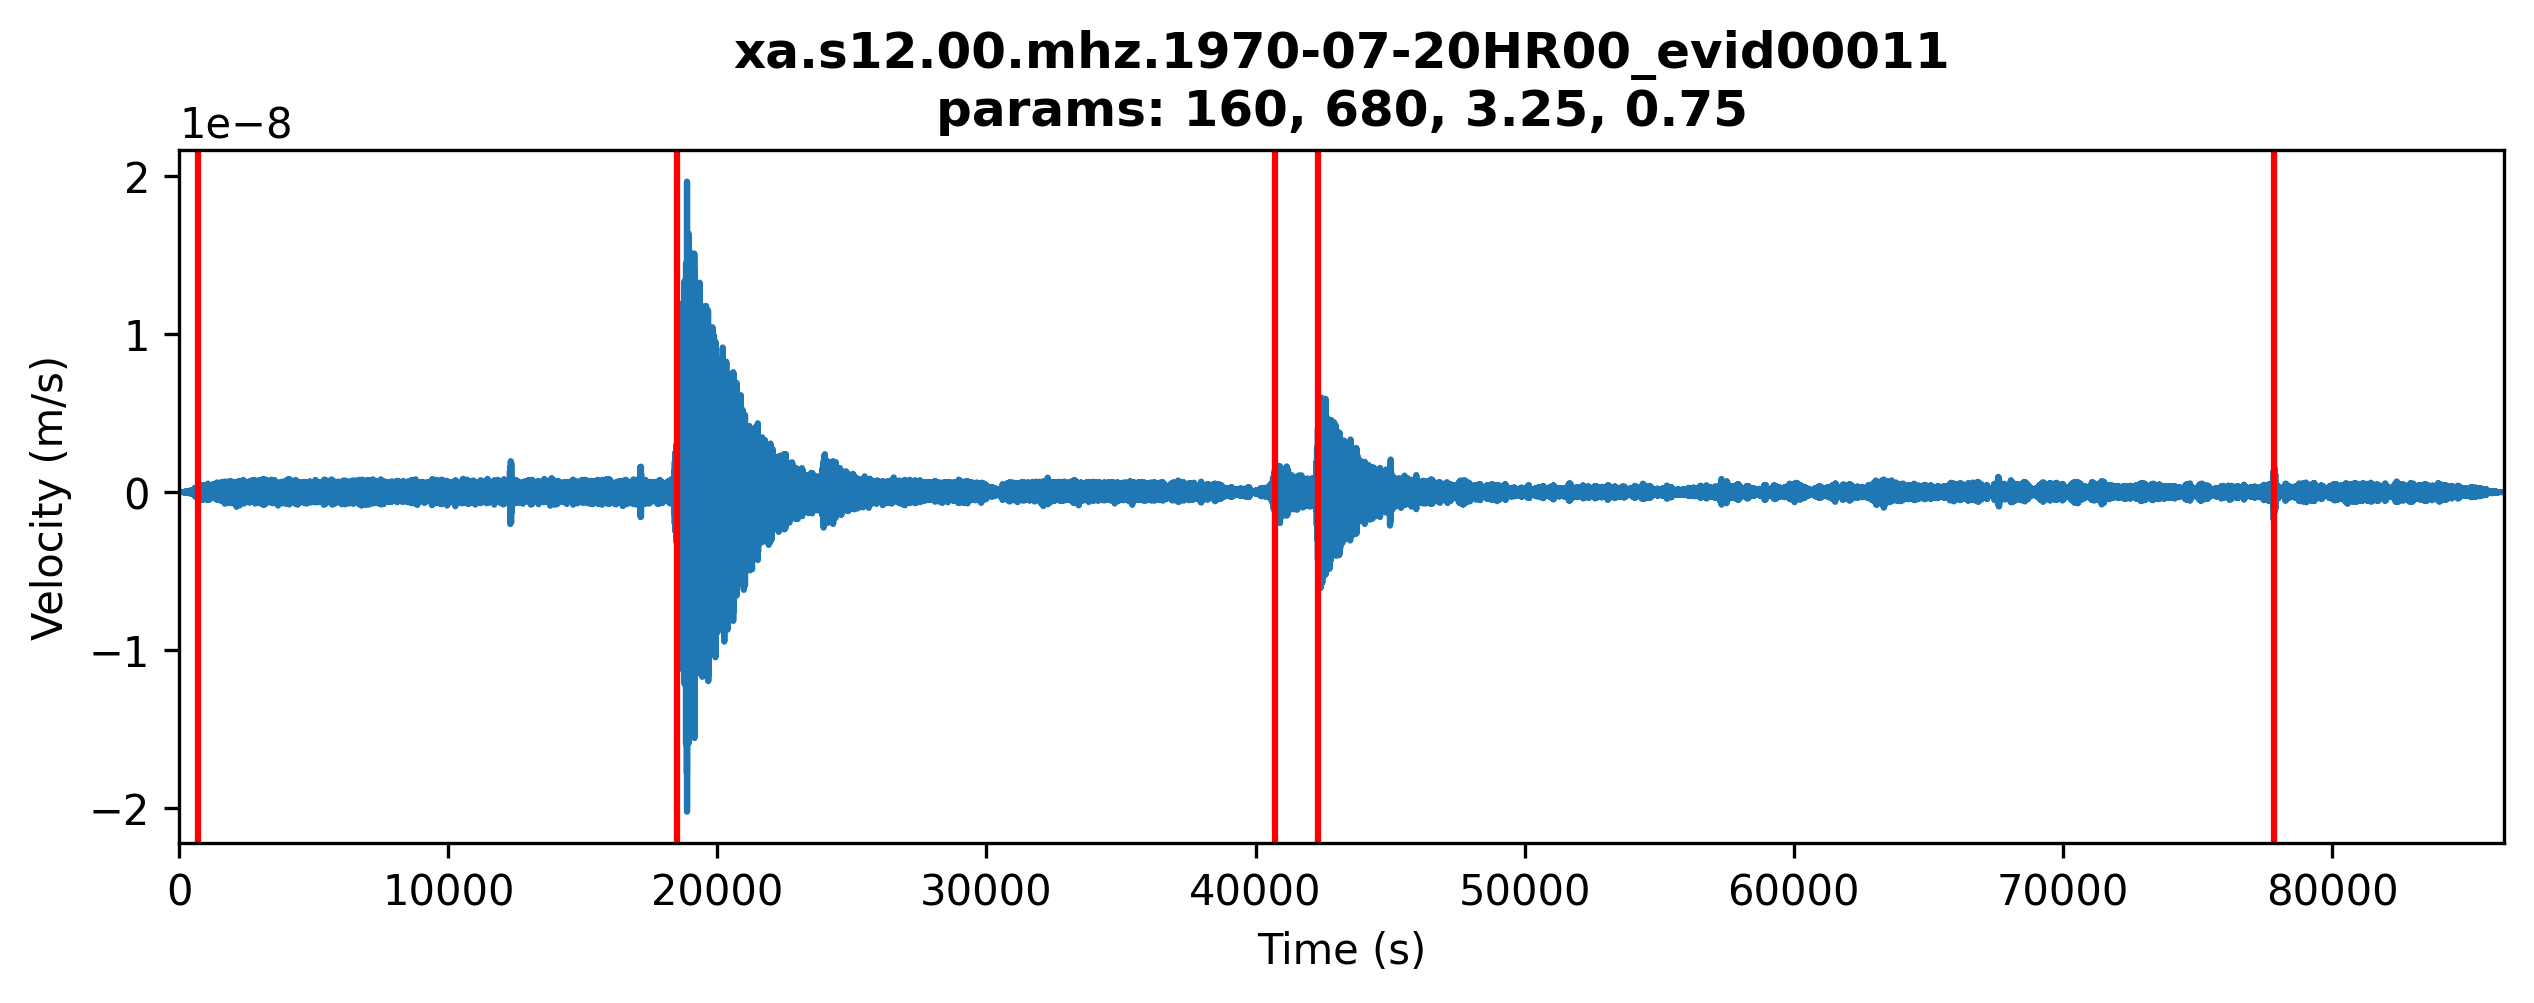 xa.s12.00.mhz.1970-07-20HR00_evid00011
params: 160, 680, 3.25, 0.75
1e−8
2
1
0
−1
−2
Velocity (m/s)
0 10000 20000 30000 40000 50000 60000 70000 80000
Time (s)